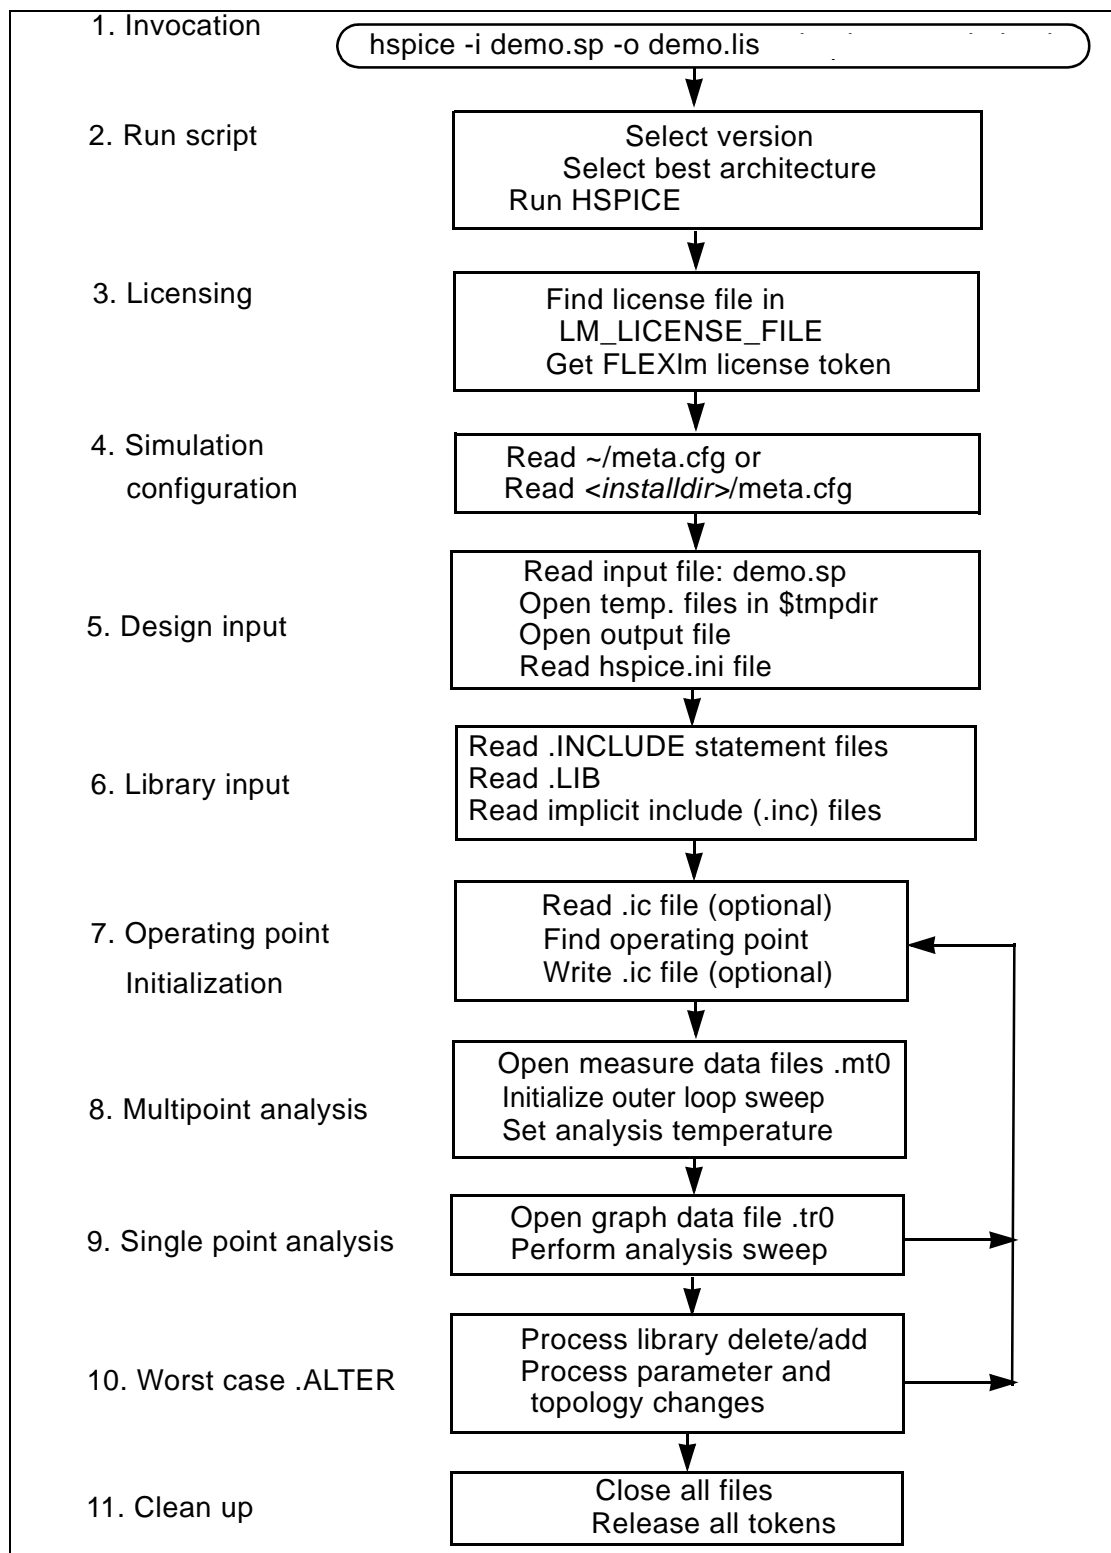 1. Invocation
hspice -i demo.sp -o demo.lis
2. Run script
Select version
Select best architecture
Run HSPICE
3. Licensing
Find license file in
LM_LICENSE_FILE
Get FLEXlm license token
4. Simulation
configuration
Read ~/meta.cfg or
Read <installdir>/meta.cfg
5. Design input
Read input file: demo.sp
Open temp. files in $tmpdir
Open output file
Read hspice.ini file
6. Library input
Read .INCLUDE statement files
Read .LIB
Read implicit include (.inc) files
7. Operating point
Initialization
Read .ic file (optional)
Find operating point
Write .ic file (optional)
8. Multipoint analysis
Open measure data files .mt0
Initialize outer loop sweep
Set analysis temperature
9. Single point analysis
Open graph data file .tr0
Perform analysis sweep
10. Worst case .ALTER
Process library delete/add
Process parameter and
topology changes
11. Clean up
Close all files
Release all tokens